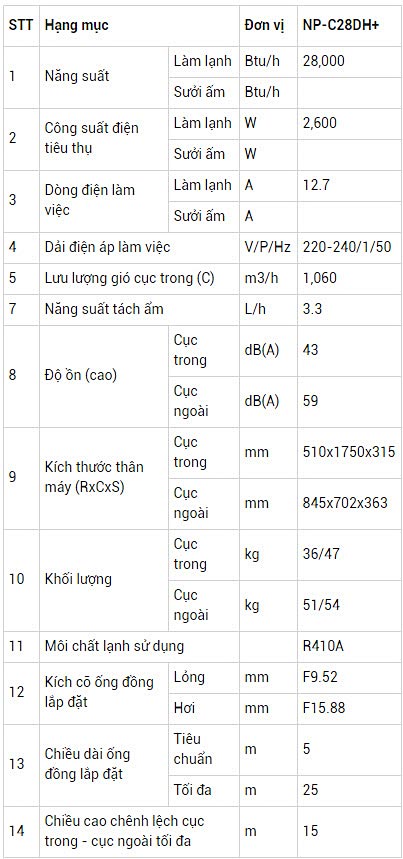 STT Hạng mục Đơn vị NP-C28DH+
1 Năng suất Làm lạnh Btu/h 28,000
Sưởi ấm Btu/h
2 Công suất điện tiêu thụ Làm lạnh W 2,600
Sưởi ấm W
3 Dòng điện làm việc Làm lạnh A 12.7
Sưởi ấm A
4 Dải điện áp làm việc V/P/Hz 220-240/1/50
5 Lưu lượng gió cục trong (C) m3/h 1,060
7 Năng suất tách ẩm L/h 3.3
8 Độ ồn (cao) Cục trong dB(A) 43
Cục ngoài dB(A) 59
9 Kích thước thân máy (RxCxS) Cục trong mm 510x1750x315
Cục ngoài mm 845x702x363
10 Khối lượng Cục trong kg 36/47
Cục ngoài kg 51/54
11 Môi chất lạnh sử dụng R410A
12 Kích cỡ ống đồng lắp đặt Lỏng mm F9.52
Hơi mm F15.88
13 Chiều dài ống đồng lắp đặt Tiêu chuẩn m 5
Tối đa m 25
14 Chiều cao chênh lệch cục trong - cục ngoài tối đa m 15